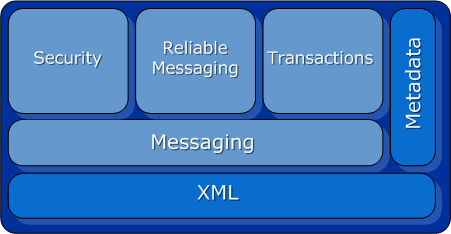 Security
Reliable
Messaging
Transactions
Metadata
Messaging
XML